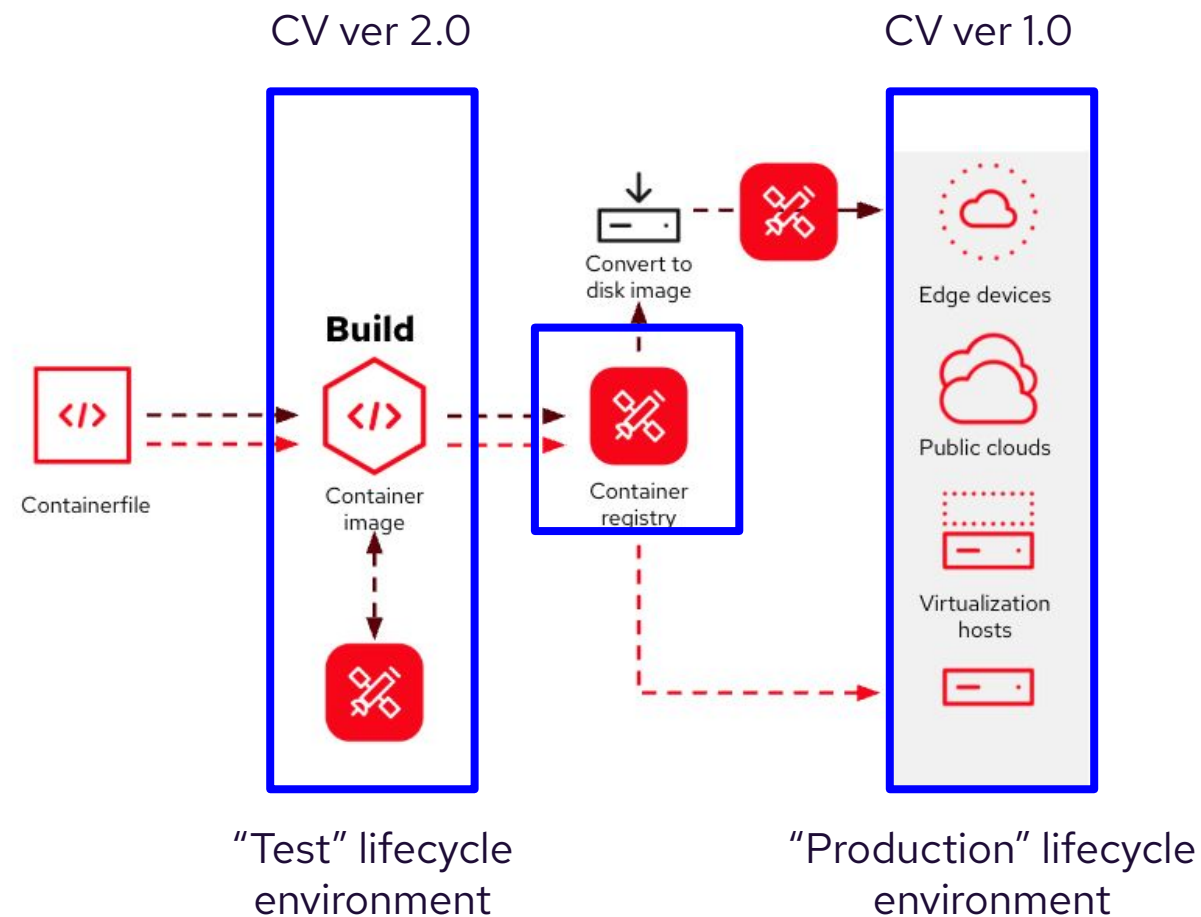 CV ver 2.0
CV ver 1.0
Convert to
disk image
Edge devices
Build
</>
</>
Public clouds
Containerfile
Container
image
Container
registry
Virtualization
hosts
“Test” lifecycle
environment
“Production” lifecycle
environment